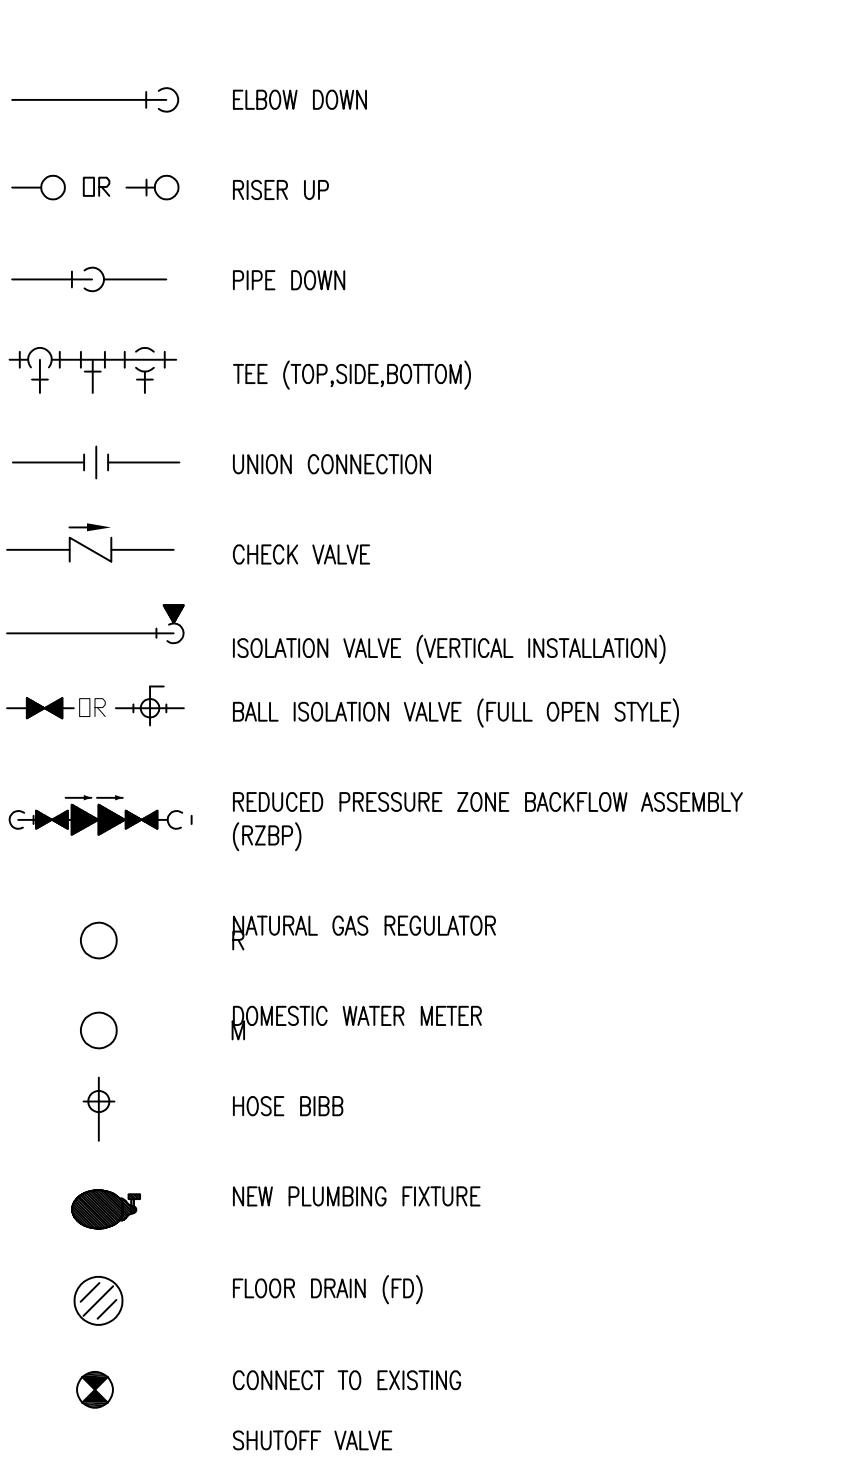 ELBOW DOWN
OR
RISER UP
PIPE DOWN
TEE (TOP,SIDE,BOTTOM)
UNION CONNECTION
CHECK VALVE
ISOLATION VALVE (VERTICAL INSTALLATION)
OR
BALL ISOLATION VALVE (FULL OPEN STYLE)
REDUCED PRESSURE ZONE BACKFLOW ASSEMBLY
(RZBP)
NATURAL GAS REGULATOR
R
DOMESTIC WATER METER
M
HOSE BIBB
NEW PLUMBING FIXTURE
FLOOR DRAIN (FD)
CONNECT TO EXISTING
SHUTOFF VALVE